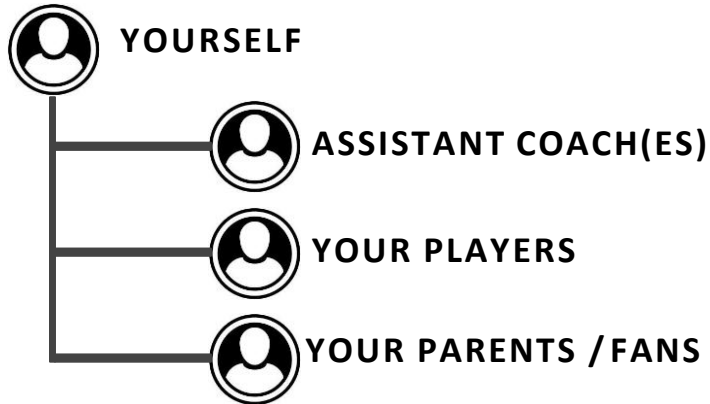 YOURSELF
ASSISTANT COACH(ES)
YOUR PLAYERS
YOUR PARENTS /FANS